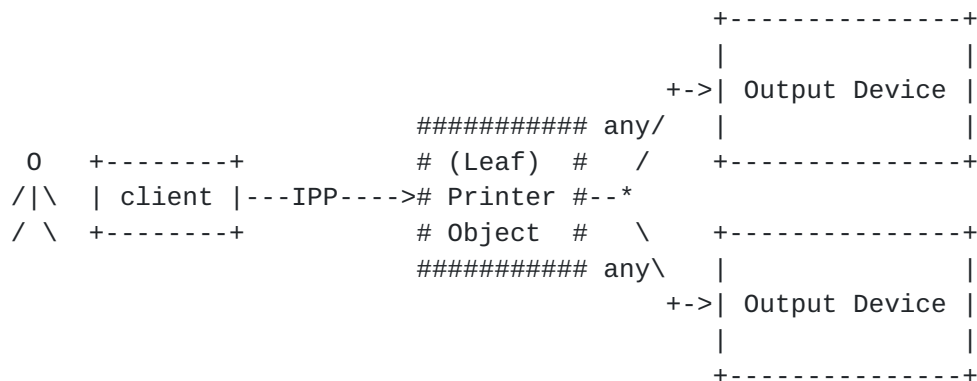 +---------------+
|               |
+->| Output Device |
########### any/   |               |
O   +--------+           # (Leaf)  #   /    +---------------+
/|\  | client |---IPP----># Printer #--*
/ \  +--------+           # Object  #   \    +---------------+
########### any\   |               |
+->| Output Device |
|               |
+---------------+